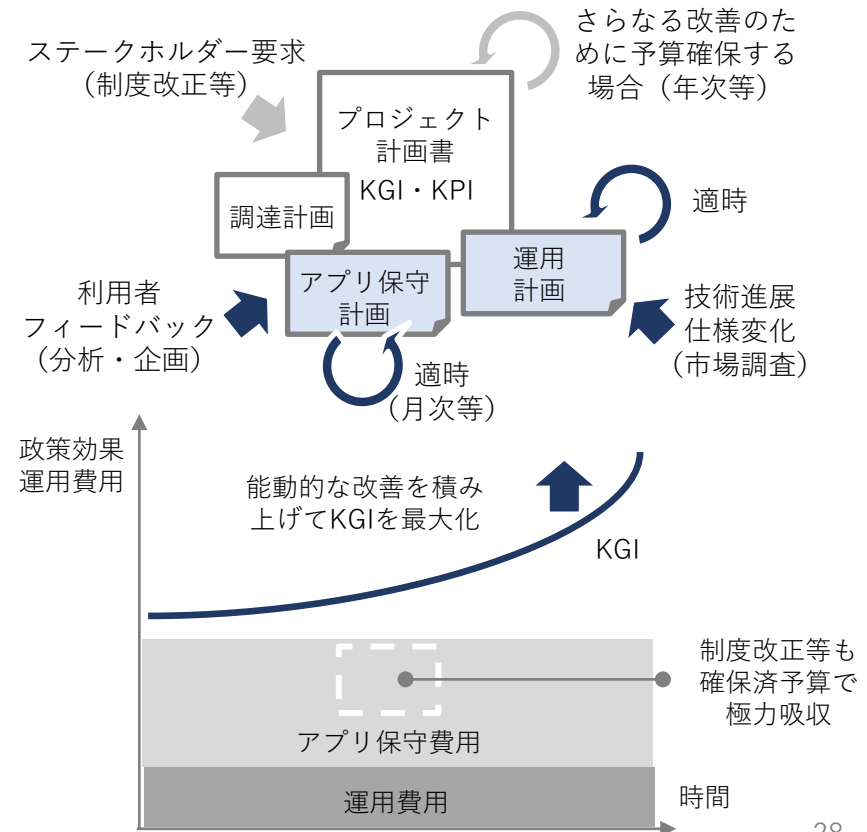 ステークホルダー要求
（制度改正等）
さらなる改善のた
めに予算確保する
場合（年次等）
プロジェクト
計画書
KGI・KPI
調達計画
適時
アプリ保守
計画
運用
計画
利用者
フィードバック
（分析・企画）
技術進展
仕様変化
（市場調査）
適時
（月次等）
政策効果
運用費用
能動的な改善を積み
上げてKGIを最大化
KGI
制度改正等も
確保済予算で
極力吸収
アプリ保守費用
運用費用
時間